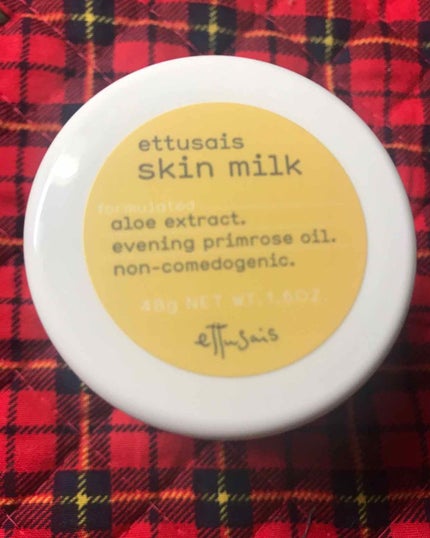 ettusais
skin milk
formulated
aloe extract.
evening primrose oil.
non-comedogenic.
48g NET WT. 1.6OZ.
ettusais